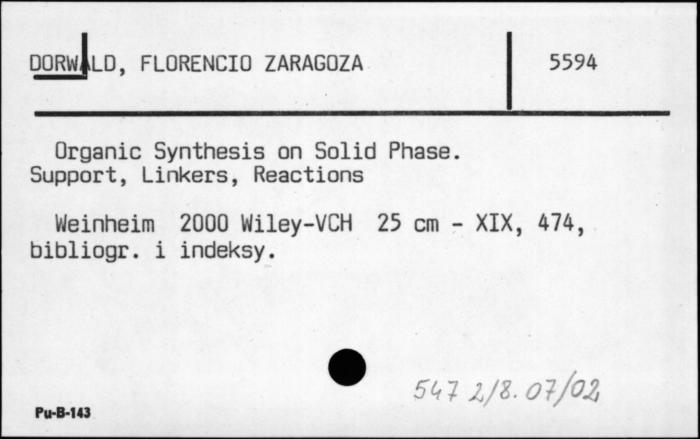 DORWALD, FLORENCIO ZARAGOZA 5594
Organic Synthesis on Solid Phase.
Support, Linkers, Reactions
Weinheim 2000 Wiley-VCH 25 cm - XIX, 474,
bibliogr. i indeksy.
547 2/8.07/02
Pu-B-143